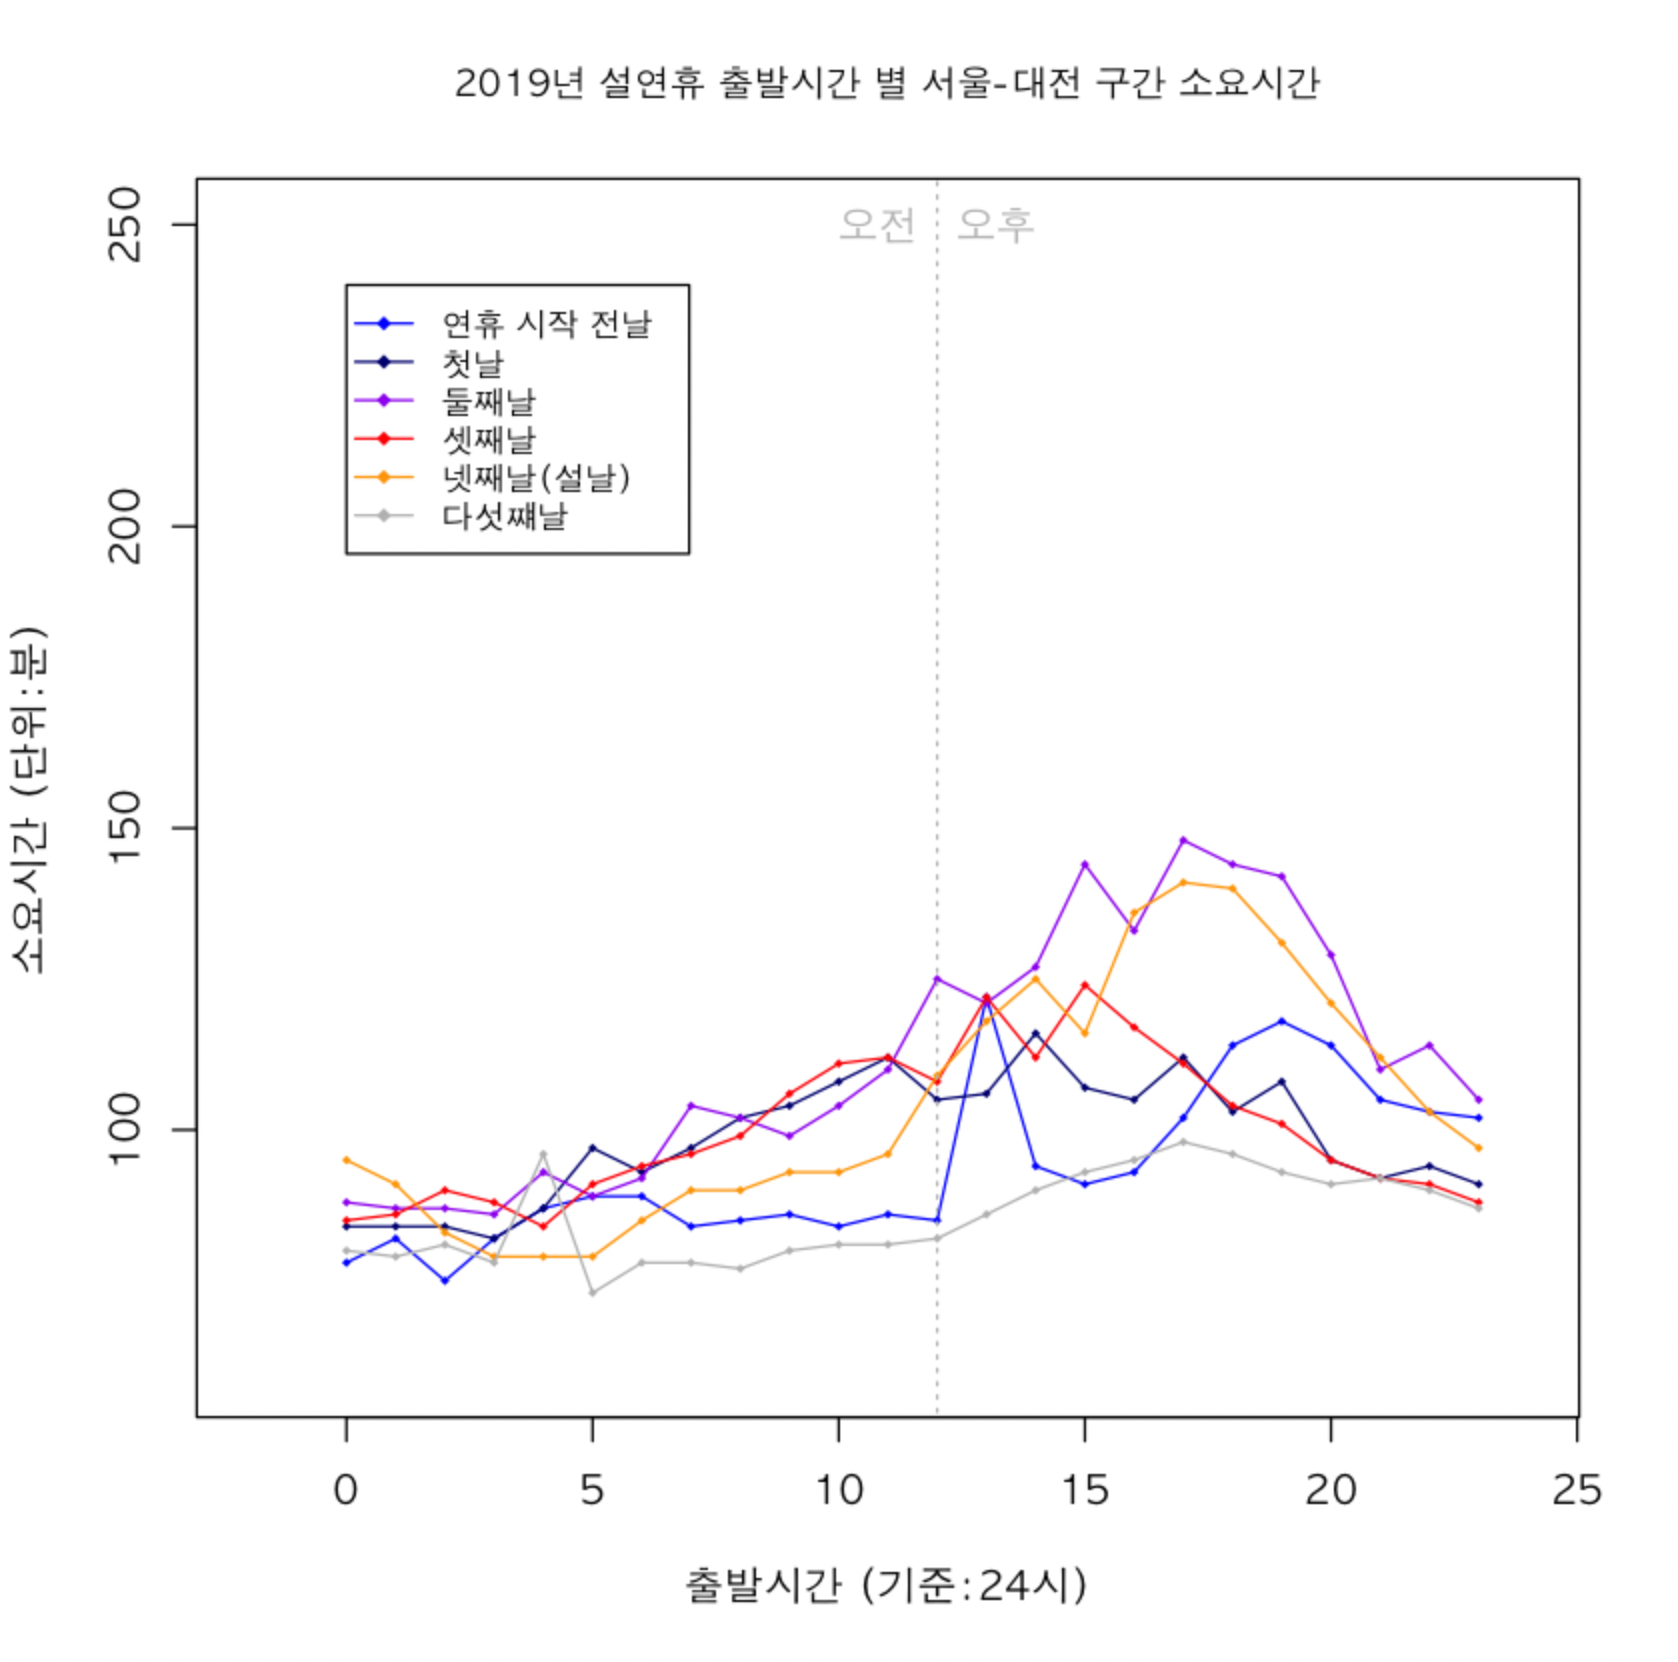 2019년 설연휴 출발시간 별 서울-대전 구간 소요시간
오전 오후
연휴 시작 전날
첫날
둘째날
셋째날
넷째날(설날)
다섯쨰날
소요시간 (단위:분)
250
200
150
100
0 5 10 15 20 25
출발시간 (기준:24시)